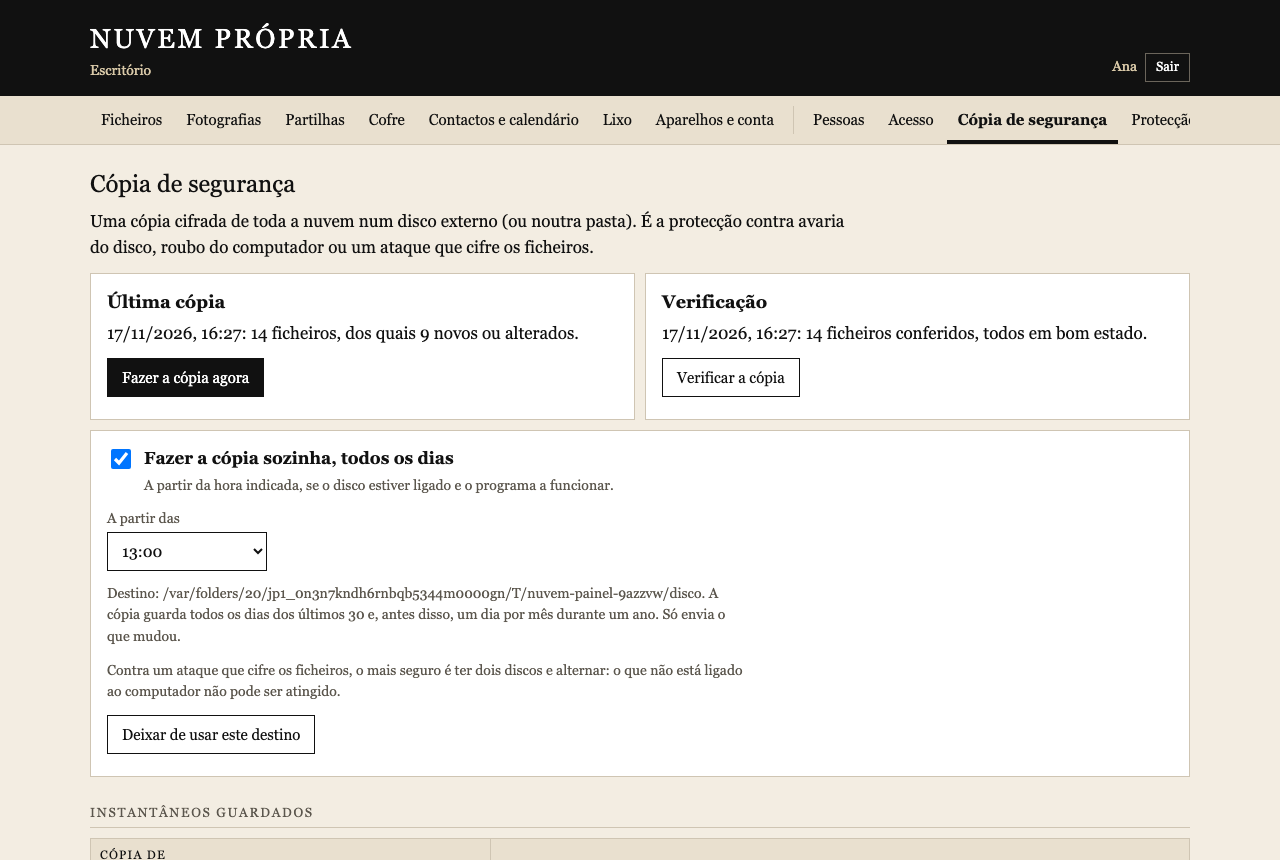 NUVEM PRÓPRIA
Escritório
Ana
Sair
Ficheiros
Fotografias
Partilhas
Cofre
Contactos e calendário
Lixo
Aparelhos e conta
Pessoas
Acesso
Cópia de segurança
Protecção
Cópia de segurança
Uma cópia cifrada de toda a nuvem num disco externo (ou noutra pasta). É a protecção contra avaria
do disco, roubo do computador ou um ataque que cifre os ficheiros.
Última cópia
17/11/2026, 16:27: 14 ficheiros, dos quais 9 novos ou alterados.
Fazer a cópia agora
Verificação
17/11/2026, 16:27: 14 ficheiros conferidos, todos em bom estado.
Verificar a cópia
Fazer a cópia sozinha, todos os dias
A partir da hora indicada, se o disco estiver ligado e o programa a funcionar.
A partir das
13:00
Destino: /var/folders/20/jp1_0n3n7kndh6rnbqb5344m0000gn/T/nuvem-painel-9azzvw/disco. A
cópia guarda todos os dias dos últimos 30 e, antes disso, um dia por mês durante um ano. Só envia o
que mudou.
Contra um ataque que cifre os ficheiros, o mais seguro é ter dois discos e alternar: o que não está ligado
ao computador não pode ser atingido.
Deixar de usar este destino
INSTANTÂNEOS GUARDADOS
CÓPIA DE